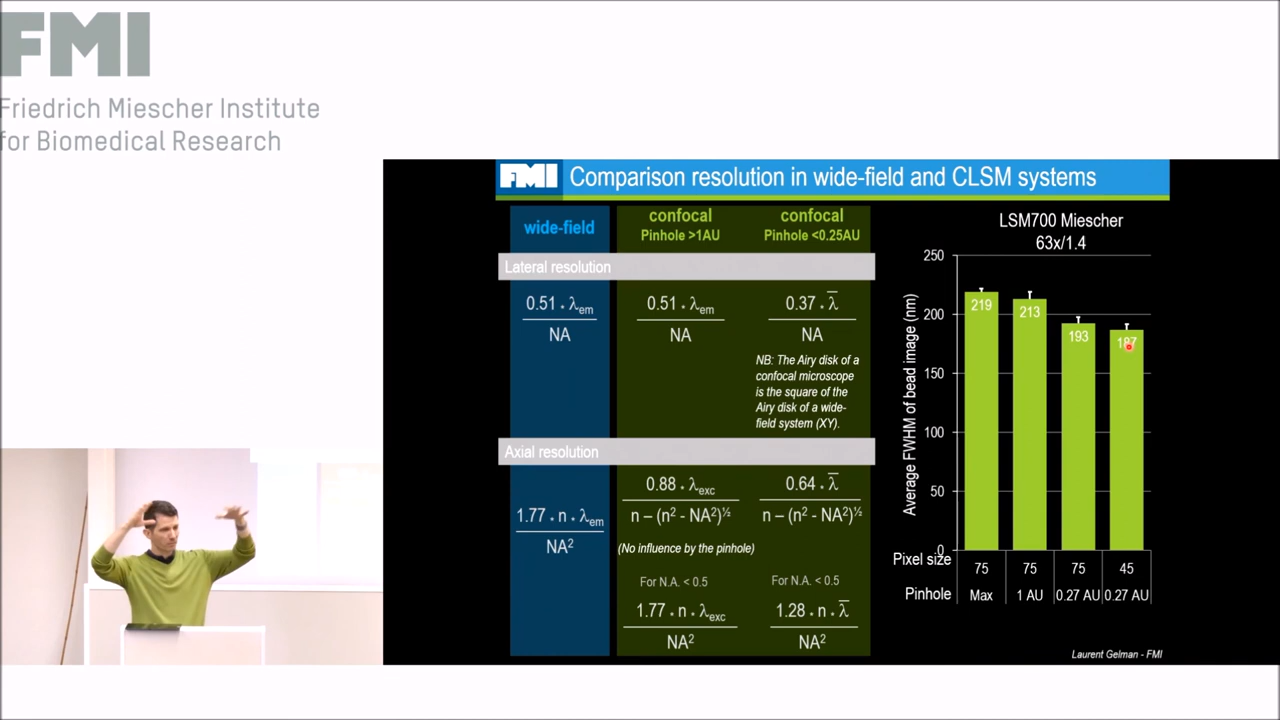 FMI
Friedrich Miescher Institute
for Biomedical Research
FMI Comparison resolution in wide-field and CLSM systems
wide-field
confocal
Pinhole >1AU
confocal
Pinhole <0.25AU
Lateral resolution
0.51 . λem
NA
0.51 . λem
NA
0.37 . λ̅
NA
NB: The Airy disk of a
confocal microscope
is the square of the
Airy disk of a wide-
field system (XY).
Axial resolution
1.77 . n . λem
NA²
0.88 . λexc
n – (n² - NA²)^½
(No influence by the pinhole)
For N.A. < 0.5
1.77 . n . λexc
NA²
0.64 . λ̅
n – (n² - NA²)^½
For N.A. < 0.5
1.28 . n . λ̅
NA²
LSM700 Miescher
63x/1.4
Average FWHM of bead image (nm)
250
200
150
100
50
0
219
213
193
187
Pixel size 75 75 75 45
Pinhole Max 1 AU 0.27 AU 0.27 AU
Laurent Gelman - FMI